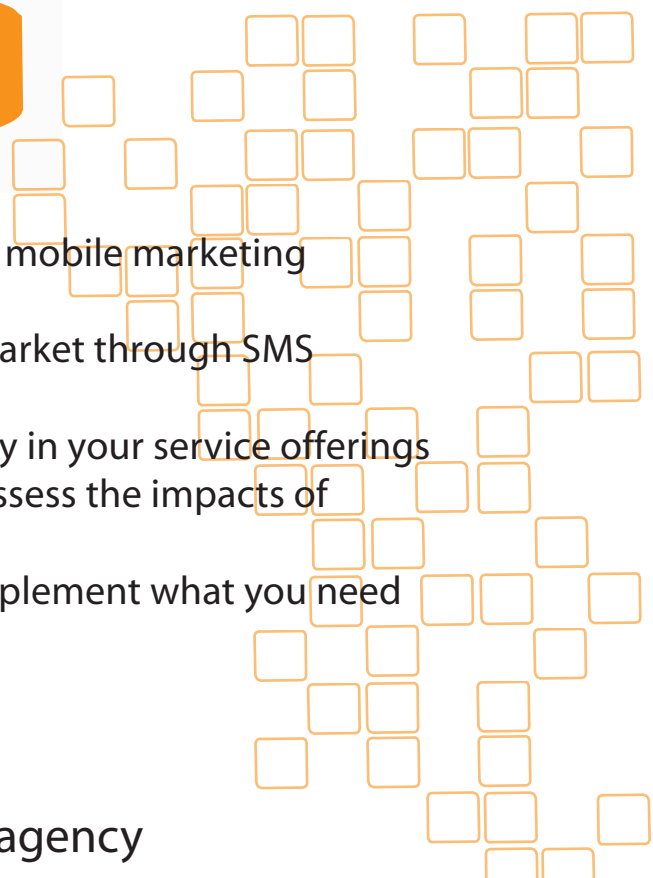 mobile marketing
arket through SMS
y in your service offerings
ssess the impacts of
plement what you need
agency